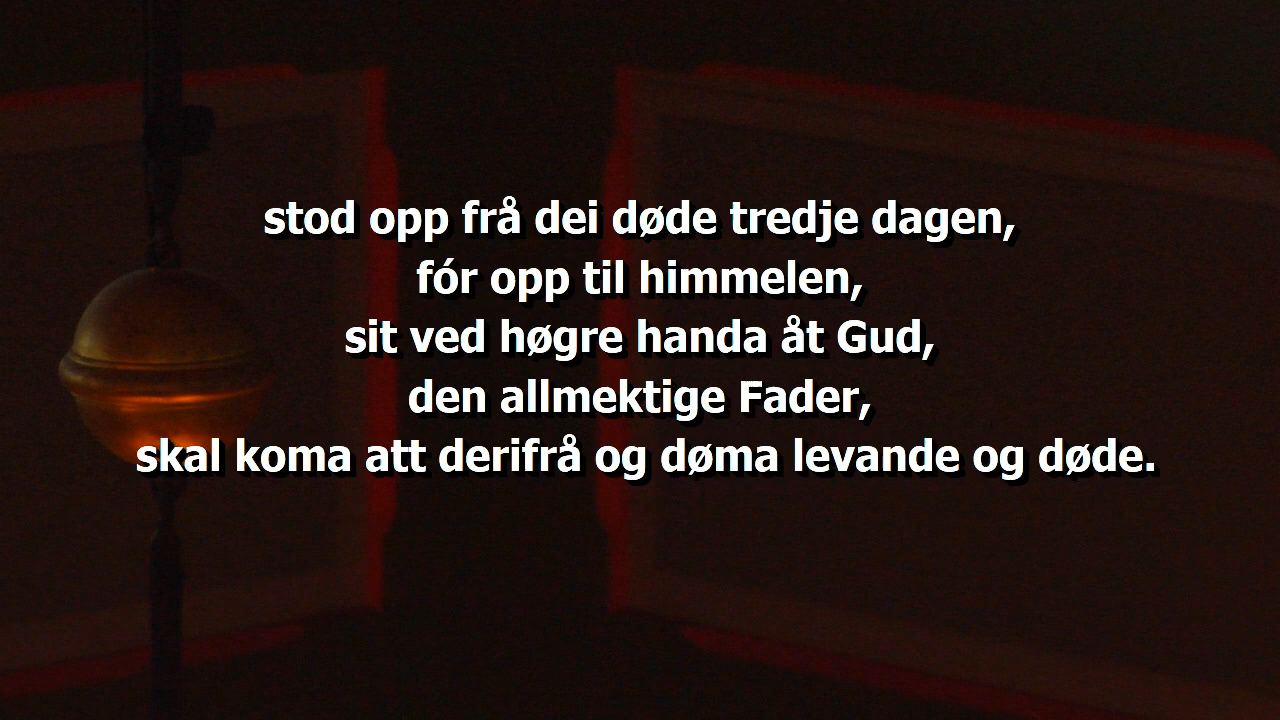 stod opp frå dei døde tredje dagen,
fór opp til himmelen,
sit ved høgre handa åt Gud,
den allmektige Fader,
skal koma att derifrå og døma levande og døde.